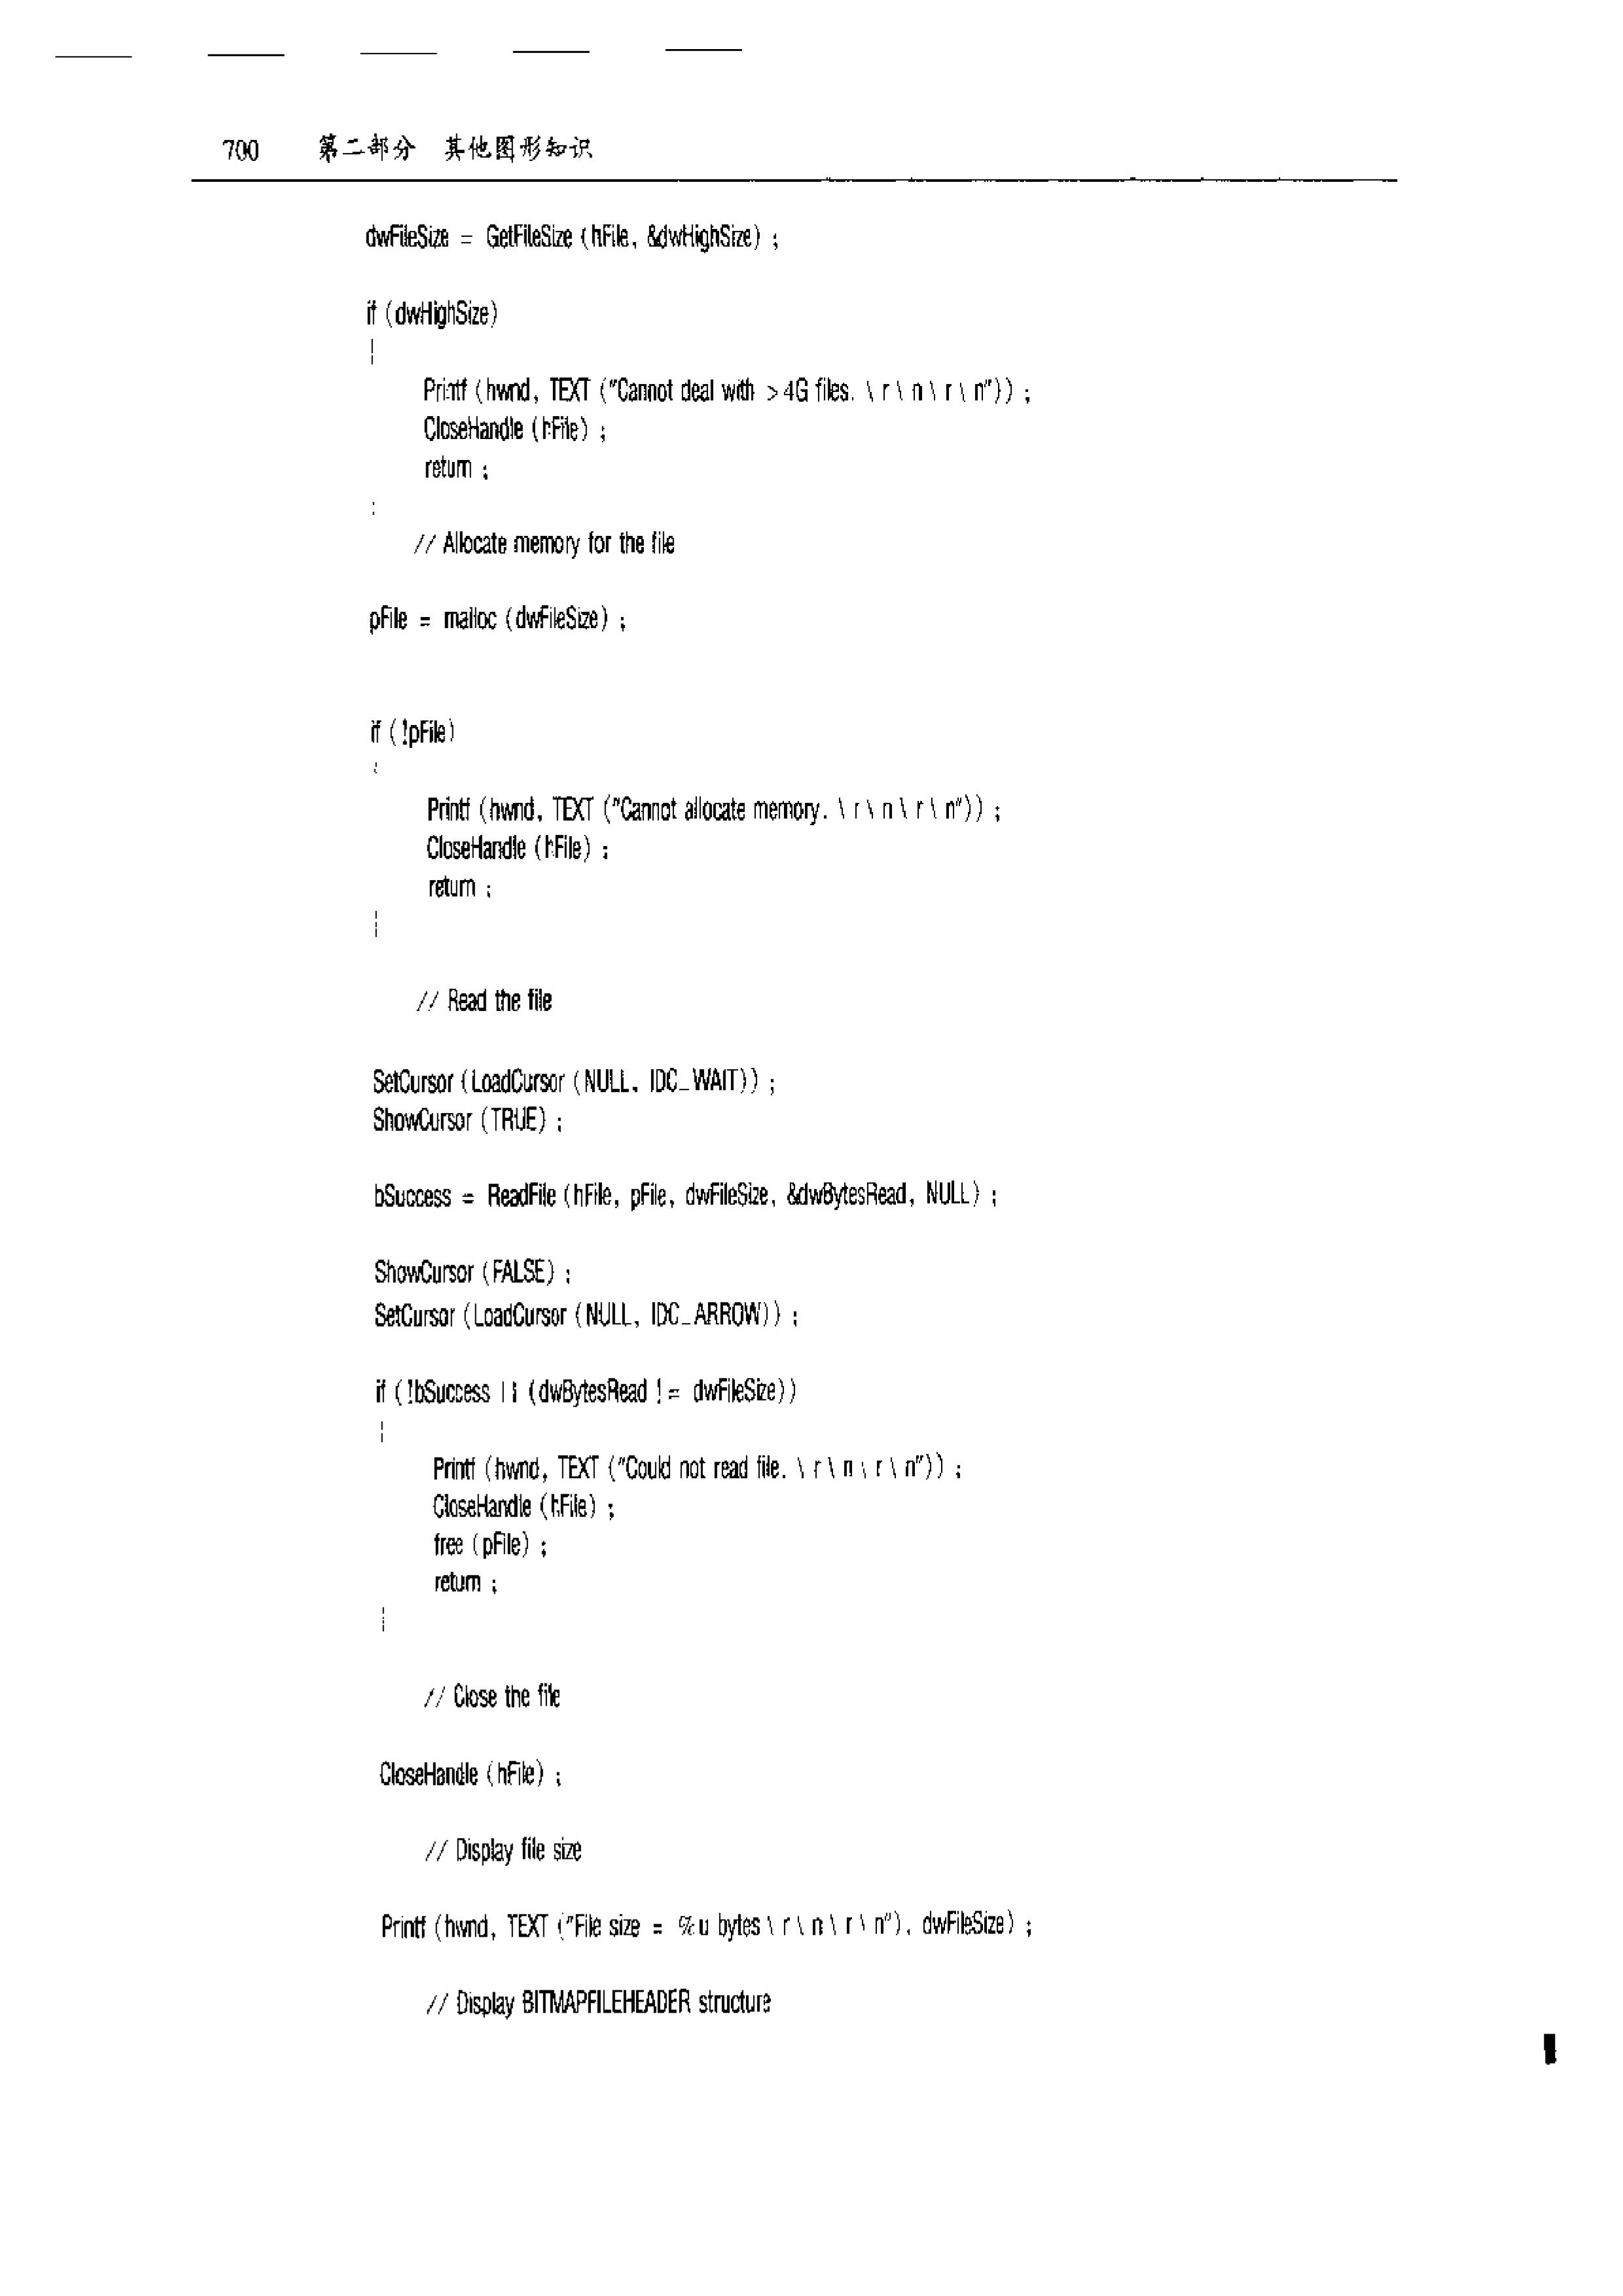 700 第二部分 其他图形知识
dwFileSize = GetFileSize (hFile, &dwHighSize) ;
if (dwHighSize)
{
Printf (hwnd, TEXT ("Cannot deal with >4G files. \r\n\r\n")) ;
CloseHandle (hFile) ;
return ;
}
// Allocate memory for the file
pFile = malloc (dwFileSize) ;
if (!pFile)
{
Printf (hwnd, TEXT ("Cannot allocate memory. \r\n\r\n")) ;
CloseHandle (hFile) ;
return ;
}
// Read the file
SetCursor (LoadCursor (NULL, IDC_WAIT)) ;
ShowCursor (TRUE) ;
bSuccess = ReadFile (hFile, pFile, dwFileSize, &dwBytesRead, NULL) ;
ShowCursor (FALSE) ;
SetCursor (LoadCursor (NULL, IDC_ARROW)) ;
if (!bSuccess || (dwBytesRead != dwFileSize))
{
Printf (hwnd, TEXT ("Could not read file. \r\n\r\n")) ;
CloseHandle (hFile) ;
free (pFile) ;
return ;
}
// Close the file
CloseHandle (hFile) ;
// Display file size
Printf (hwnd, TEXT ("File size = %u bytes\r\n\r\n"), dwFileSize) ;
// Display BITMAPFILEHEADER structure